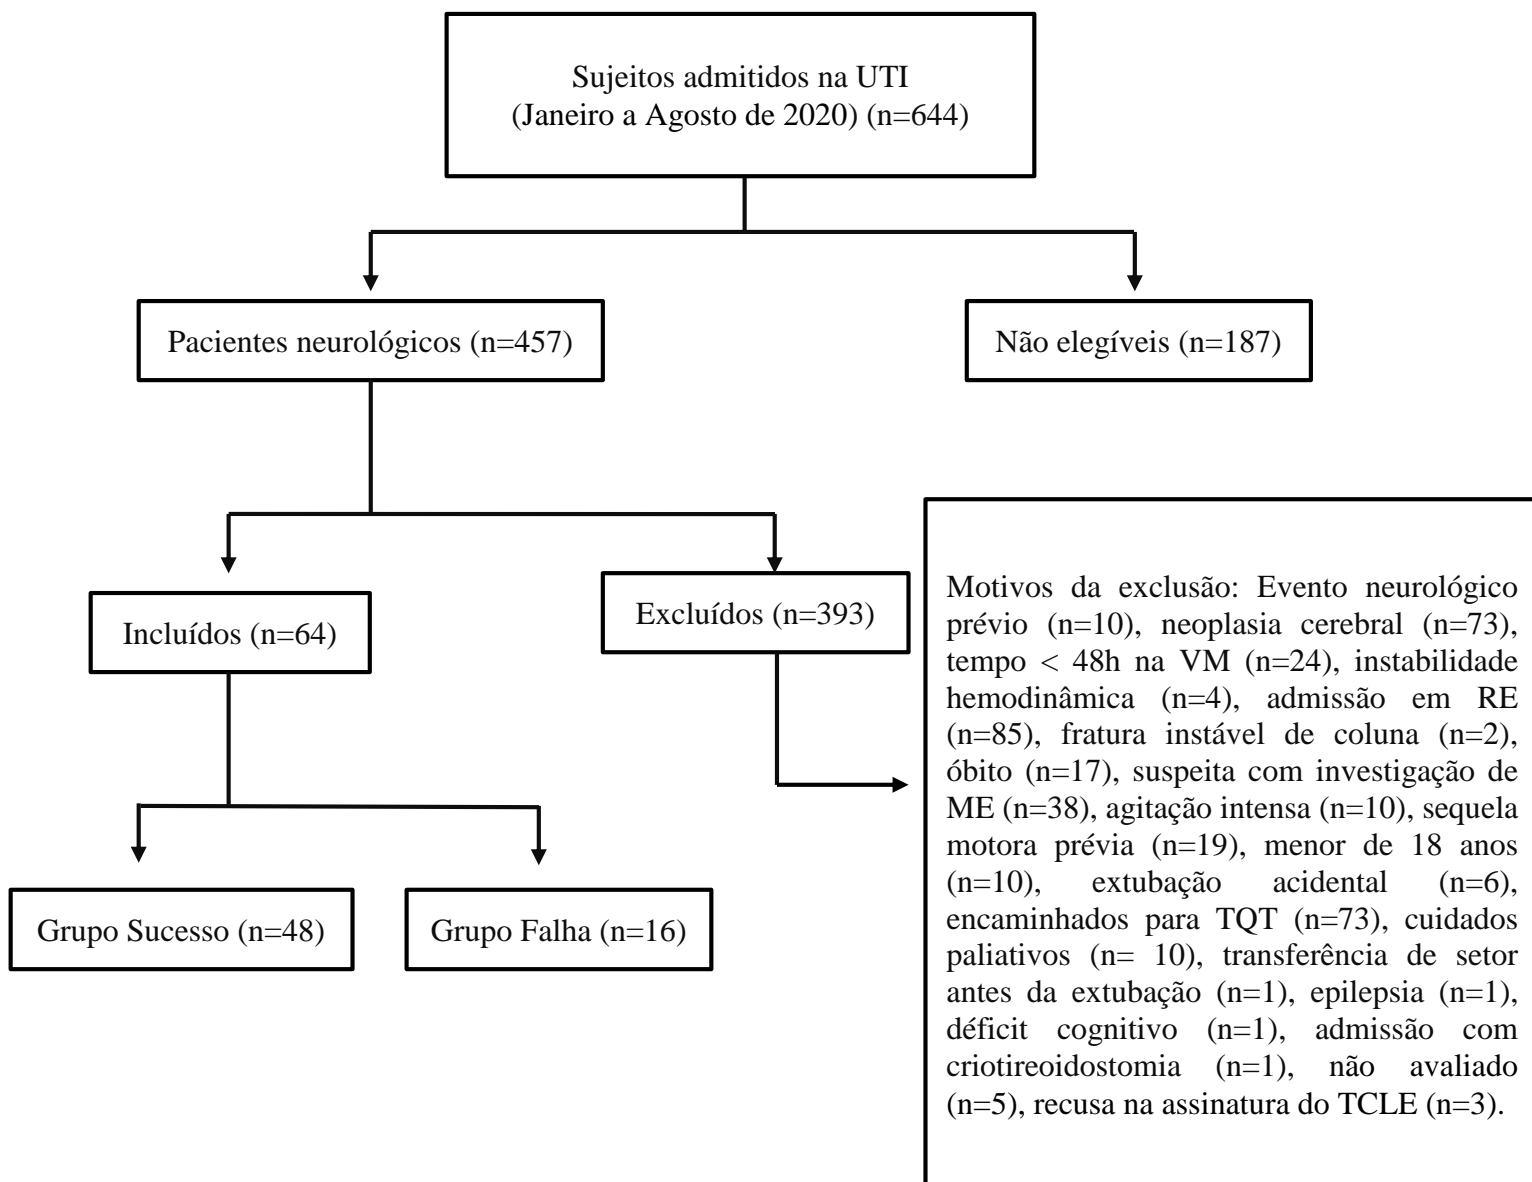 Sujeitos admitidos na UTI
(Janeiro a Agosto de 2020) (n=644)
Pacientes neurológicos (n=457)
Não elegíveis (n=187)
Incluídos (n=64)
Excluídos (n=393)
Motivos da exclusão: Evento neurológico
prévio (n=10), neoplasia cerebral (n=73),
tempo < 48h na VM (n=24), instabilidade
hemodinâmica (n=4), admissão em RE
(n=85), fratura instável de coluna (n=2),
óbito (n=17), suspeita com investigação de
ME (n=38), agitação intensa (n=10), sequela
motora prévia (n=19), menor de 18 anos
(n=10), extubação acidental (n=6),
encaminhados para TQT (n=73), cuidados
paliativos (n= 10), transferência de setor
antes da extubação (n=1), epilepsia (n=1),
déficit cognitivo (n=1), admissão com
criotireoidostomia (n=1), não avaliado
(n=5), recusa na assinatura do TCLE (n=3).
Grupo Sucesso (n=48)
Grupo Falha (n=16)